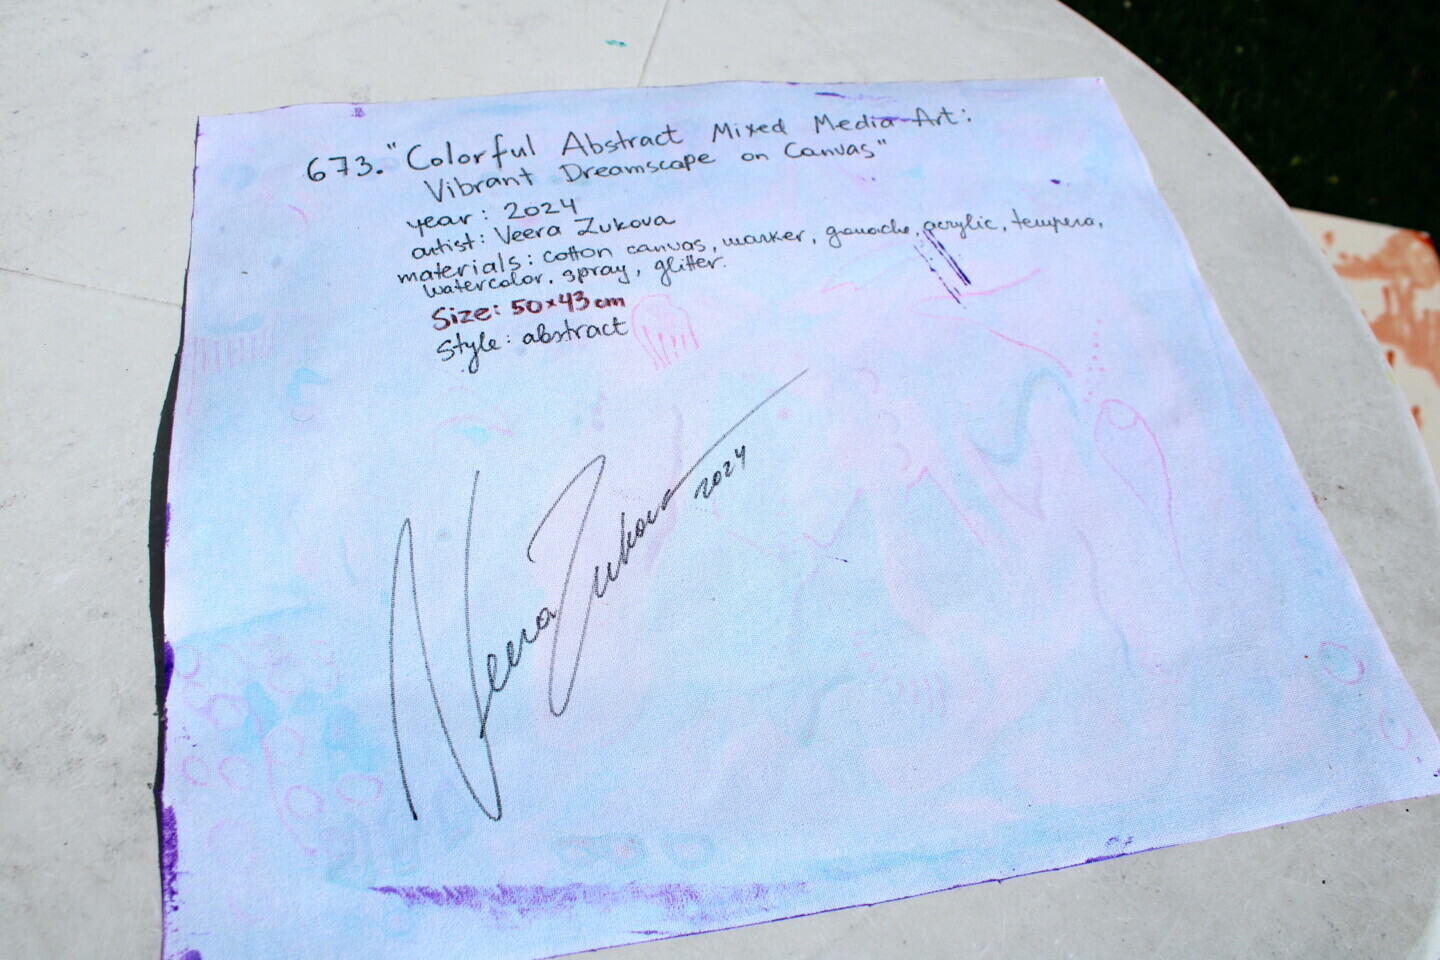 673. "Colorful Abstract Mixed Media Art:
Vibrant Dreamscape on Canvas"
year: 2024
artist: Veera Zukova
materials: cotton canvas, marker, gouache, acrylic, tempera,
watercolor, spray, glitter.
Size: 50x43 cm
Style: abstract
Veera Zukova 2024